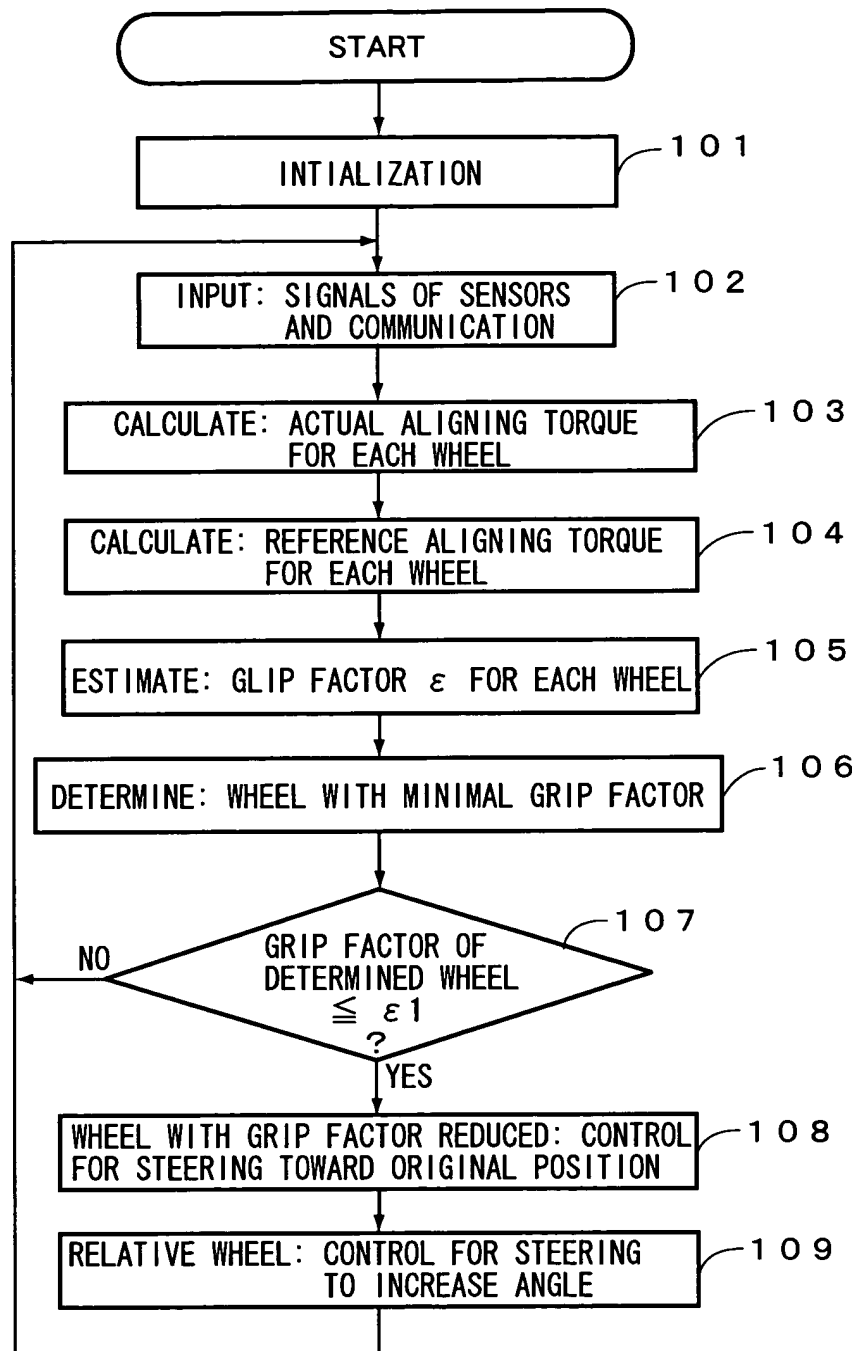 START
INTIALIZATION
101
INPUT: SIGNALS OF SENSORS
AND COMMUNICATION
102
CALCULATE: ACTUAL ALIGNING TORQUE
FOR EACH WHEEL
103
CALCULATE: REFERENCE ALIGNING TORQUE
FOR EACH WHEEL
104
ESTIMATE: GLIP FACTOR ε FOR EACH WHEEL
105
DETERMINE: WHEEL WITH MINIMAL GRIP FACTOR
106
GRIP FACTOR OF
DETERMINED WHEEL
≦ ε1
?
107
NO
YES
WHEEL WITH GRIP FACTOR REDUCED: CONTROL
FOR STEERING TOWARD ORIGINAL POSITION
108
RELATIVE WHEEL: CONTROL FOR STEERING
TO INCREASE ANGLE
109